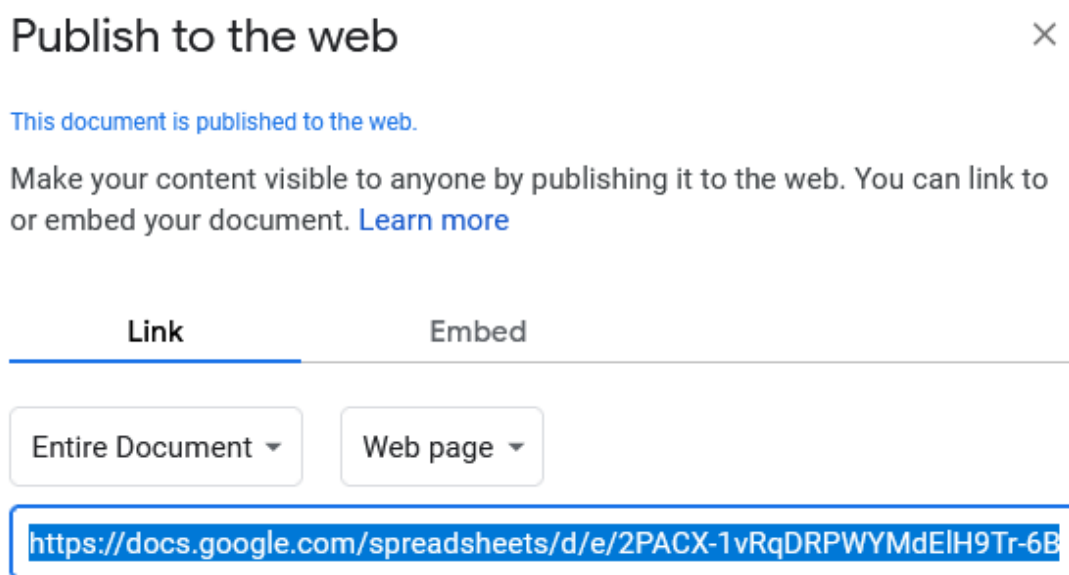 Publish to the web
This document is published to the web.
Make your content visible to anyone by publishing it to the web. You can link to
or embed your document. Learn more
Link
Embed
Entire Document
Web page
https://docs.google.com/spreadsheets/d/e/2PACX-1vRqDRPWYMdElH9Tr-6B